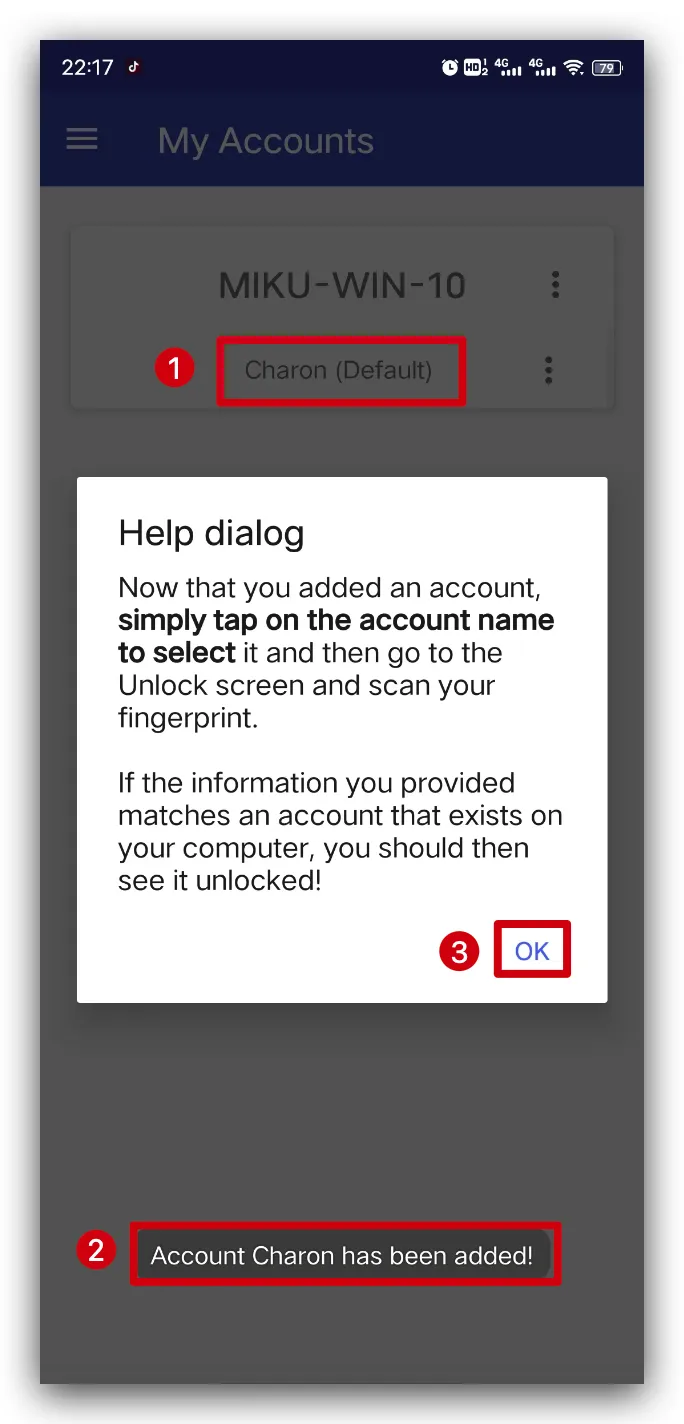 22:17 HD 1 2 4G 4G 79
My Accounts
MIKU-WIN-10
1 Charon (Default)
Help dialog
Now that you added an account,
simply tap on the account name
to select it and then go to the
Unlock screen and scan your
fingerprint.
If the information you provided
matches an account that exists on
your computer, you should then
see it unlocked!
3 OK
2 Account Charon has been added!